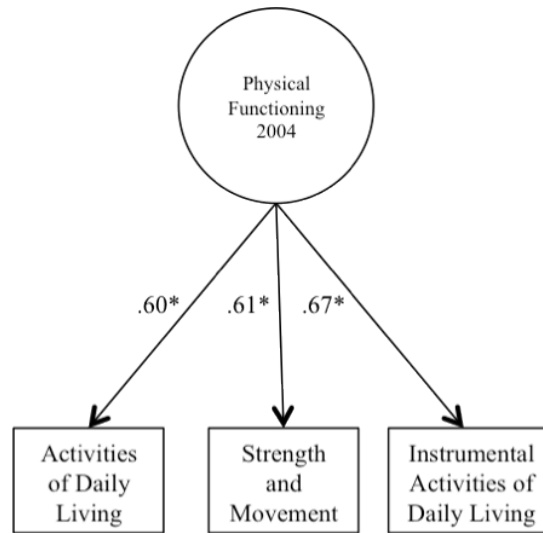 Physical
Functioning
2004
.60*
.61*
.67*
Activities
of Daily
Living
Strength
and
Movement
Instrumental
Activities of
Daily Living